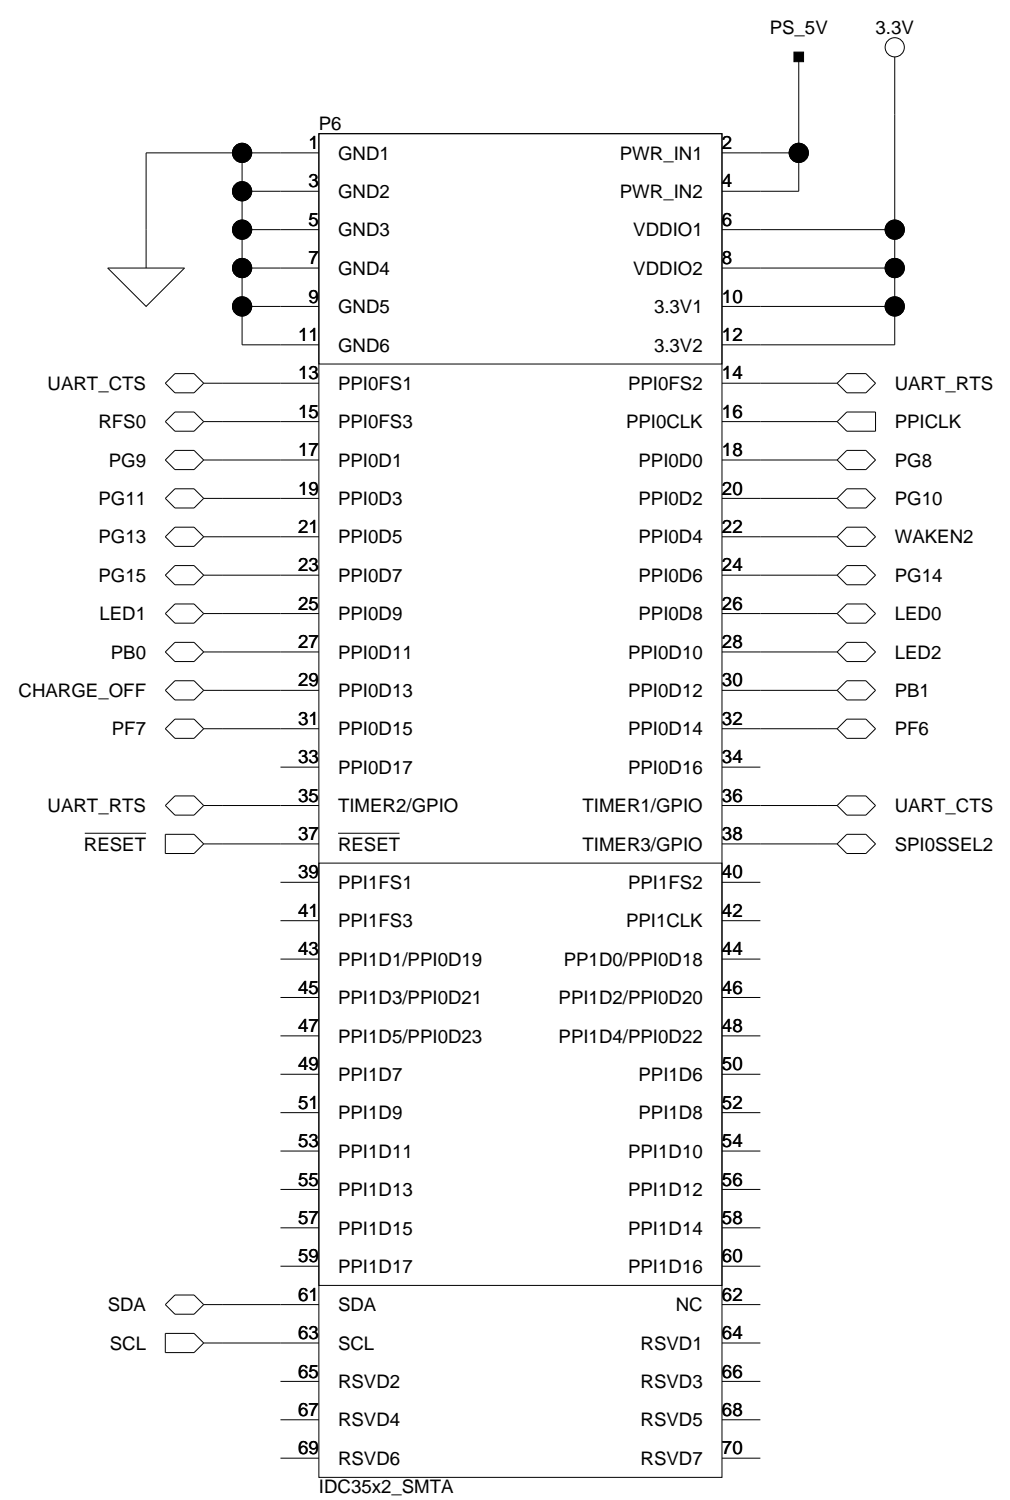 PS_5V 3.3V
P6
1 GND1 PWR_IN1 2
3 GND2 PWR_IN2 4
5 GND3 VDDIO1 6
7 GND4 VDDIO2 8
9 GND5 3.3V1 10
11 GND6 3.3V2 12
UART_CTS 13 PPI0FS1 PPI0FS2 14 UART_RTS
RFS0 15 PPI0FS3 PPI0CLK 16 PPICLK
PG9 17 PPI0D1 PPI0D0 18 PG8
PG11 19 PPI0D3 PPI0D2 20 PG10
PG13 21 PPI0D5 PPI0D4 22 WAKEN2
PG15 23 PPI0D7 PPI0D6 24 PG14
LED1 25 PPI0D9 PPI0D8 26 LED0
PB0 27 PPI0D11 PPI0D10 28 LED2
CHARGE_OFF 29 PPI0D13 PPI0D12 30 PB1
PF7 31 PPI0D15 PPI0D14 32 PF6
33 PPI0D17 PPI0D16 34
UART_RTS 35 TIMER2/GPIO TIMER1/GPIO 36 UART_CTS
RESET 37 RESET TIMER3/GPIO 38 SPI0SSEL2
39 PPI1FS1 PPI1FS2 40
41 PPI1FS3 PPI1CLK 42
43 PPI1D1/PPI0D19 PP1D0/PPI0D18 44
45 PPI1D3/PPI0D21 PPI1D2/PPI0D20 46
47 PPI1D5/PPI0D23 PPI1D4/PPI0D22 48
49 PPI1D7 PPI1D6 50
51 PPI1D9 PPI1D8 52
53 PPI1D11 PPI1D10 54
55 PPI1D13 PPI1D12 56
57 PPI1D15 PPI1D14 58
59 PPI1D17 PPI1D16 60
SDA 61 SDA NC 62
SCL 63 SCL RSVD1 64
65 RSVD2 RSVD3 66
67 RSVD4 RSVD5 68
69 RSVD6 RSVD7 70
IDC35x2_SMTA